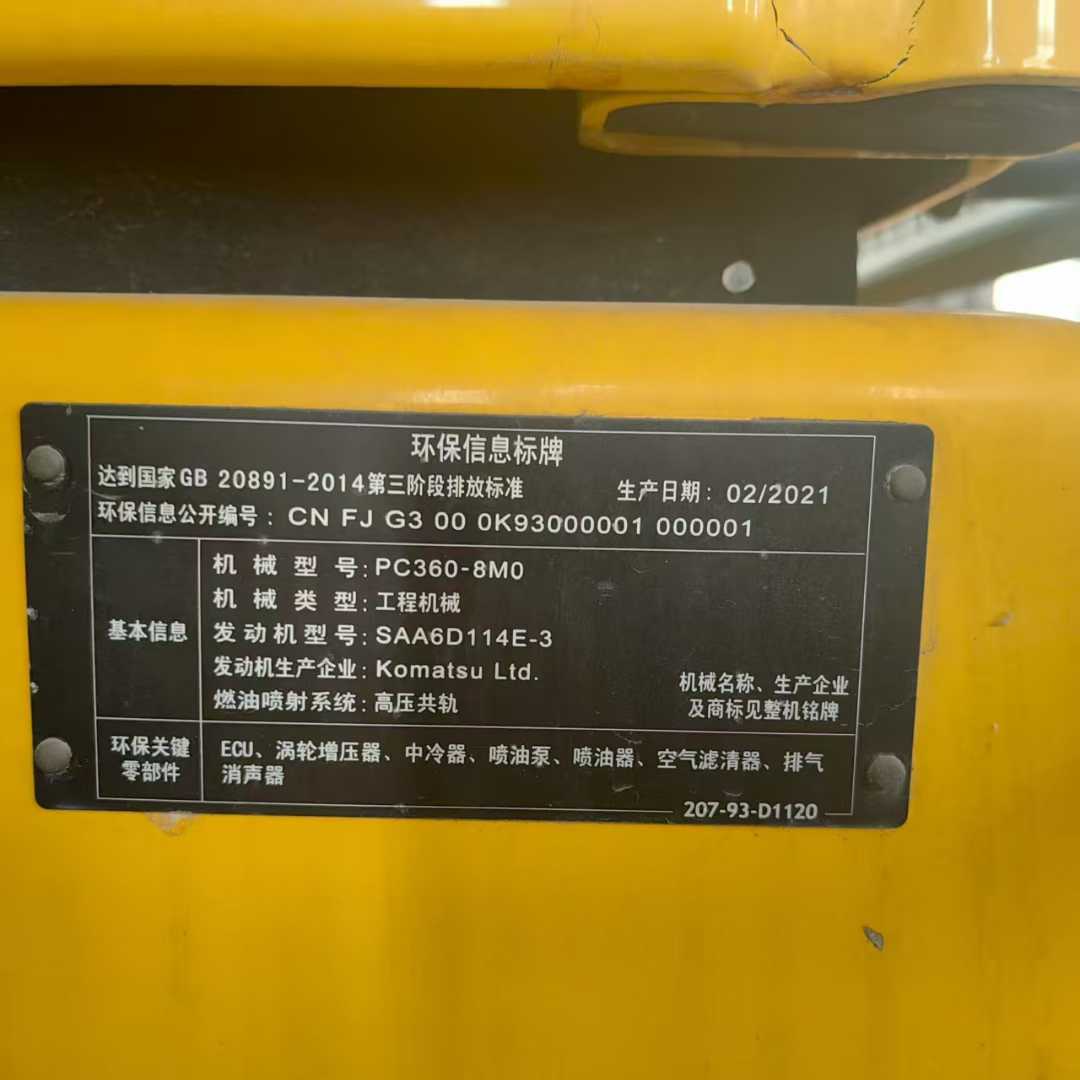 环保信息标牌
达到国家GB 20891-2014第三阶段排放标准 生产日期: 02/2021
环保信息公开编号: CN FJ G3 00 0K93000001 000001
基本信息
机械型号: PC360-8M0
机械类型: 工程机械
发动机型号: SAA6D114E-3
发动机生产企业: Komatsu Ltd.
燃油喷射系统: 高压共轨
机械名称、生产企业
及商标见整机铭牌
环保关键
零部件
ECU、涡轮增压器、中冷器、喷油泵、喷油器、空气滤清器、排气
消声器
207-93-D1120